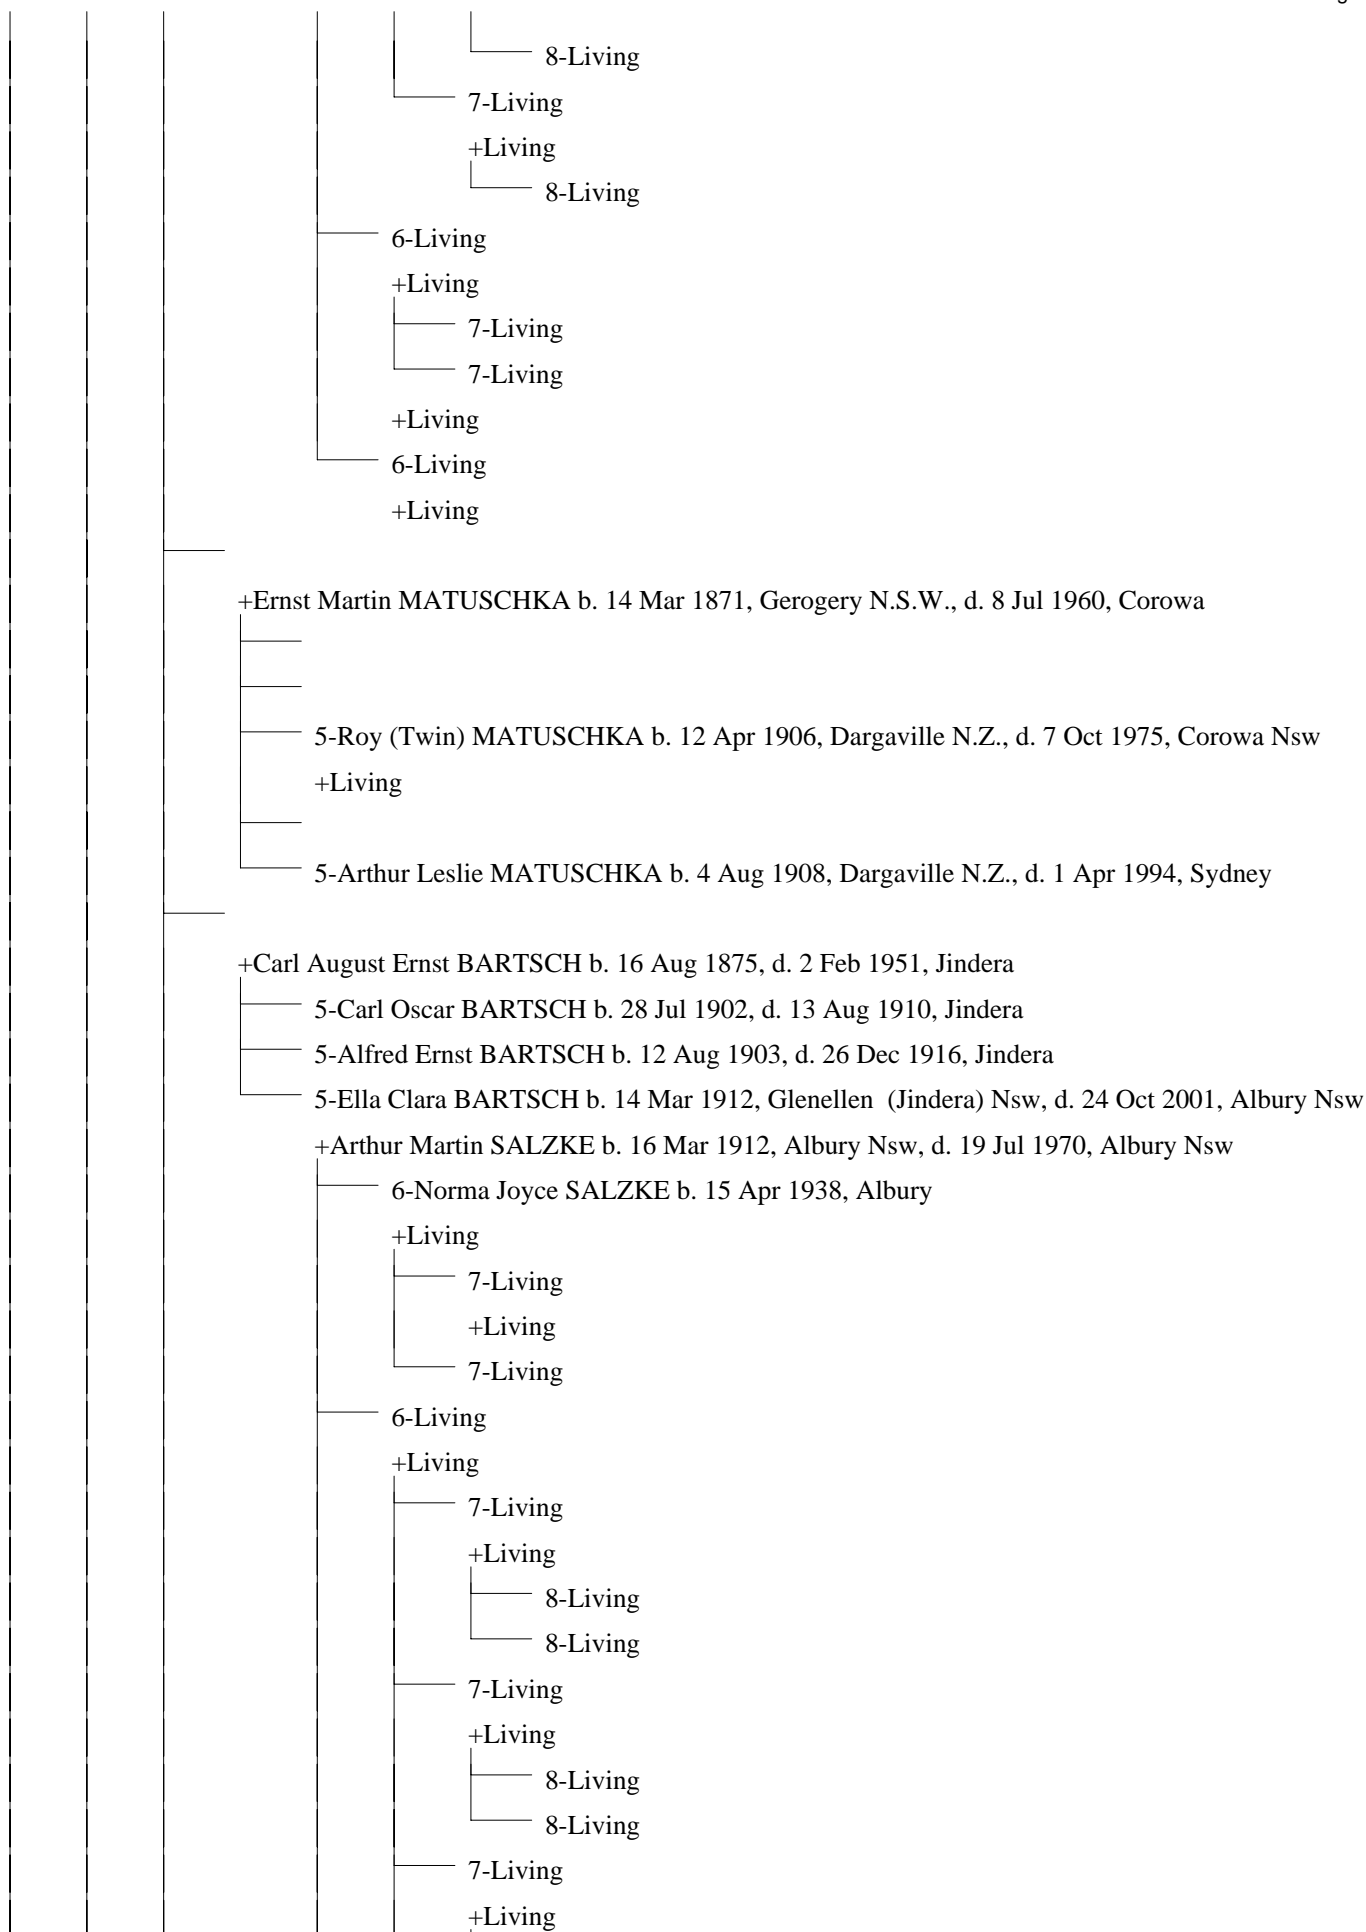 8-Living
7-Living
+Living
8-Living
6-Living
+Living
7-Living
7-Living
+Living
6-Living
+Living
+Ernst Martin MATUSCHKA b. 14 Mar 1871, Gerogery N.S.W., d. 8 Jul 1960, Corowa
5-Roy (Twin) MATUSCHKA b. 12 Apr 1906, Dargaville N.Z., d. 7 Oct 1975, Corowa Nsw
+Living
5-Arthur Leslie MATUSCHKA b. 4 Aug 1908, Dargaville N.Z., d. 1 Apr 1994, Sydney
+Carl August Ernst BARTSCH b. 16 Aug 1875, d. 2 Feb 1951, Jindera
5-Carl Oscar BARTSCH b. 28 Jul 1902, d. 13 Aug 1910, Jindera
5-Alfred Ernst BARTSCH b. 12 Aug 1903, d. 26 Dec 1916, Jindera
5-Ella Clara BARTSCH b. 14 Mar 1912, Glenellen  (Jindera) Nsw, d. 24 Oct 2001, Albury Nsw
+Arthur Martin SALZKE b. 16 Mar 1912, Albury Nsw, d. 19 Jul 1970, Albury Nsw
6-Norma Joyce SALZKE b. 15 Apr 1938, Albury
+Living
7-Living
+Living
7-Living
6-Living
+Living
7-Living
+Living
8-Living
8-Living
7-Living
+Living
8-Living
8-Living
7-Living
+Living